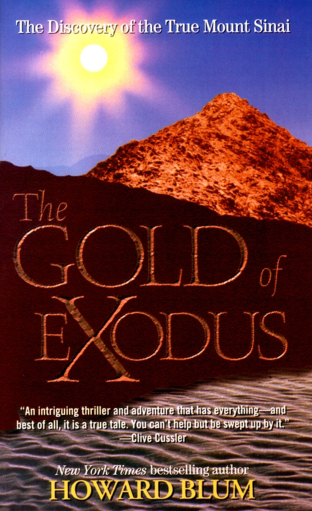 The Discovery of the True Mount Sinai
The
GOLD of
EXODUS
"An intriguing thriller and adventure that has everything—and
best of all, it is a true tale. You can't help but be swept up by it."
—Clive Cussler
New York Times bestselling author
HOWARD BLUM